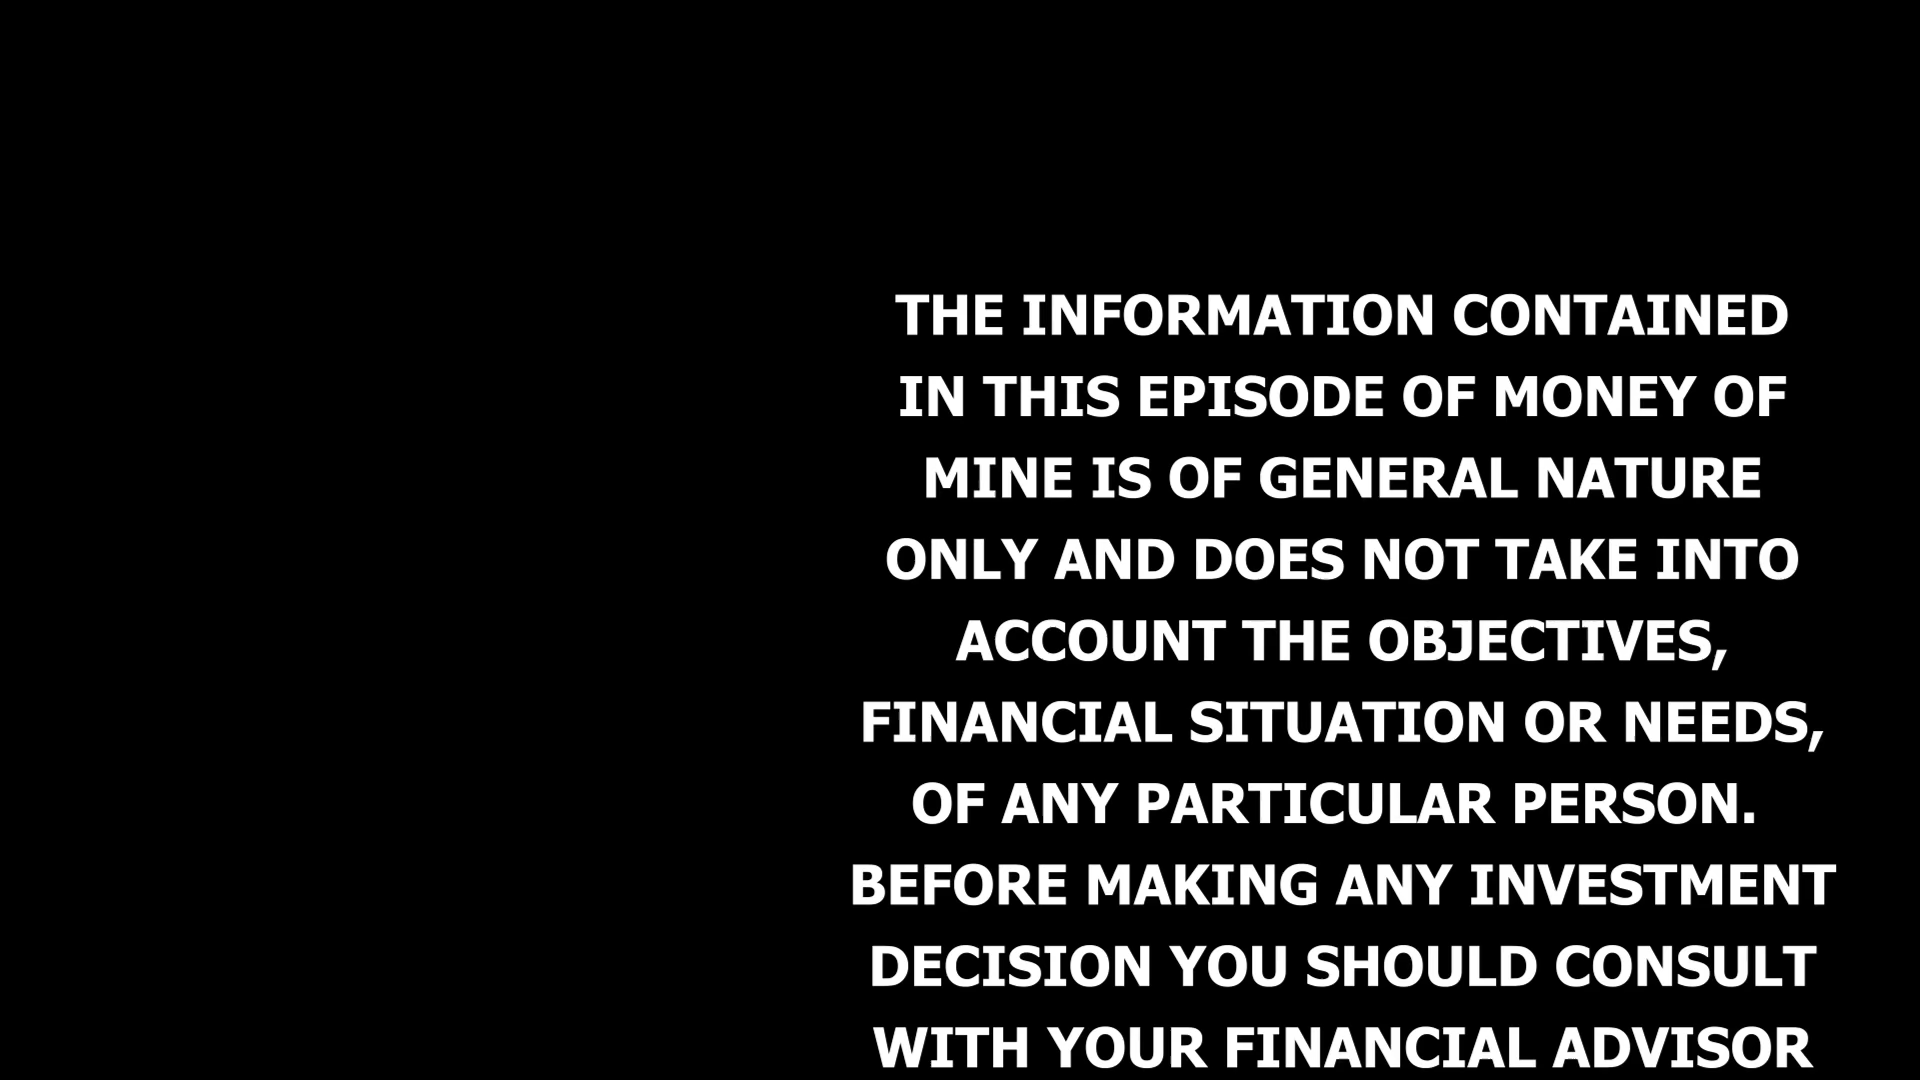 THE INFORMATION CONTAINED
IN THIS EPISODE OF MONEY OF
MINE IS OF GENERAL NATURE
ONLY AND DOES NOT TAKE INTO
ACCOUNT THE OBJECTIVES,
FINANCIAL SITUATION OR NEEDS,
OF ANY PARTICULAR PERSON.
BEFORE MAKING ANY INVESTMENT
DECISION YOU SHOULD CONSULT
WITH YOUR FINANCIAL ADVISOR